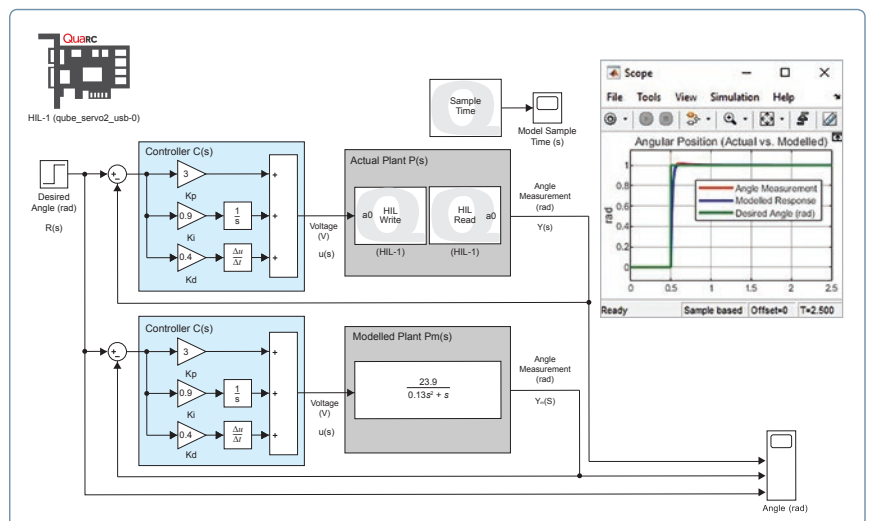 QUARC
HIL-1 (qube_servo2_usb-0)
Sample
Time
Model Sample
Time (s)
Scope
File Tools View Simulation Help
Angular Position (Actual vs. Modelled)
1
0.8
0.6
0.4
0.2
0
rad
Angle Measurement
Modelled Response
Desired Angle (rad)
0 0.5 1 1.5 2 2.5
Ready Sample based Offset=0 T=2.500
Desired
Angle (rad)
R(s)
+
−
Controller C(s)
3
Kp
0.9
Ki
1
s
0.4
Kd
Δu
Δt
+
+
+
Voltage
(V)
u(s)
Actual Plant P(s)
a0 HIL
Write
(HIL-1)
HIL
Read a0
(HIL-1)
Angle
Measurement
(rad)
Y(s)
+
−
Controller C(s)
3
Kp
0.9
Ki
1
s
0.4
Kd
Δu
Δt
+
+
+
Voltage
(V)
u(s)
Modelled Plant Pm(s)
23.9
0.13s² + s
Angle
Measurement
(rad)
Yₘ(S)
Angle (rad)